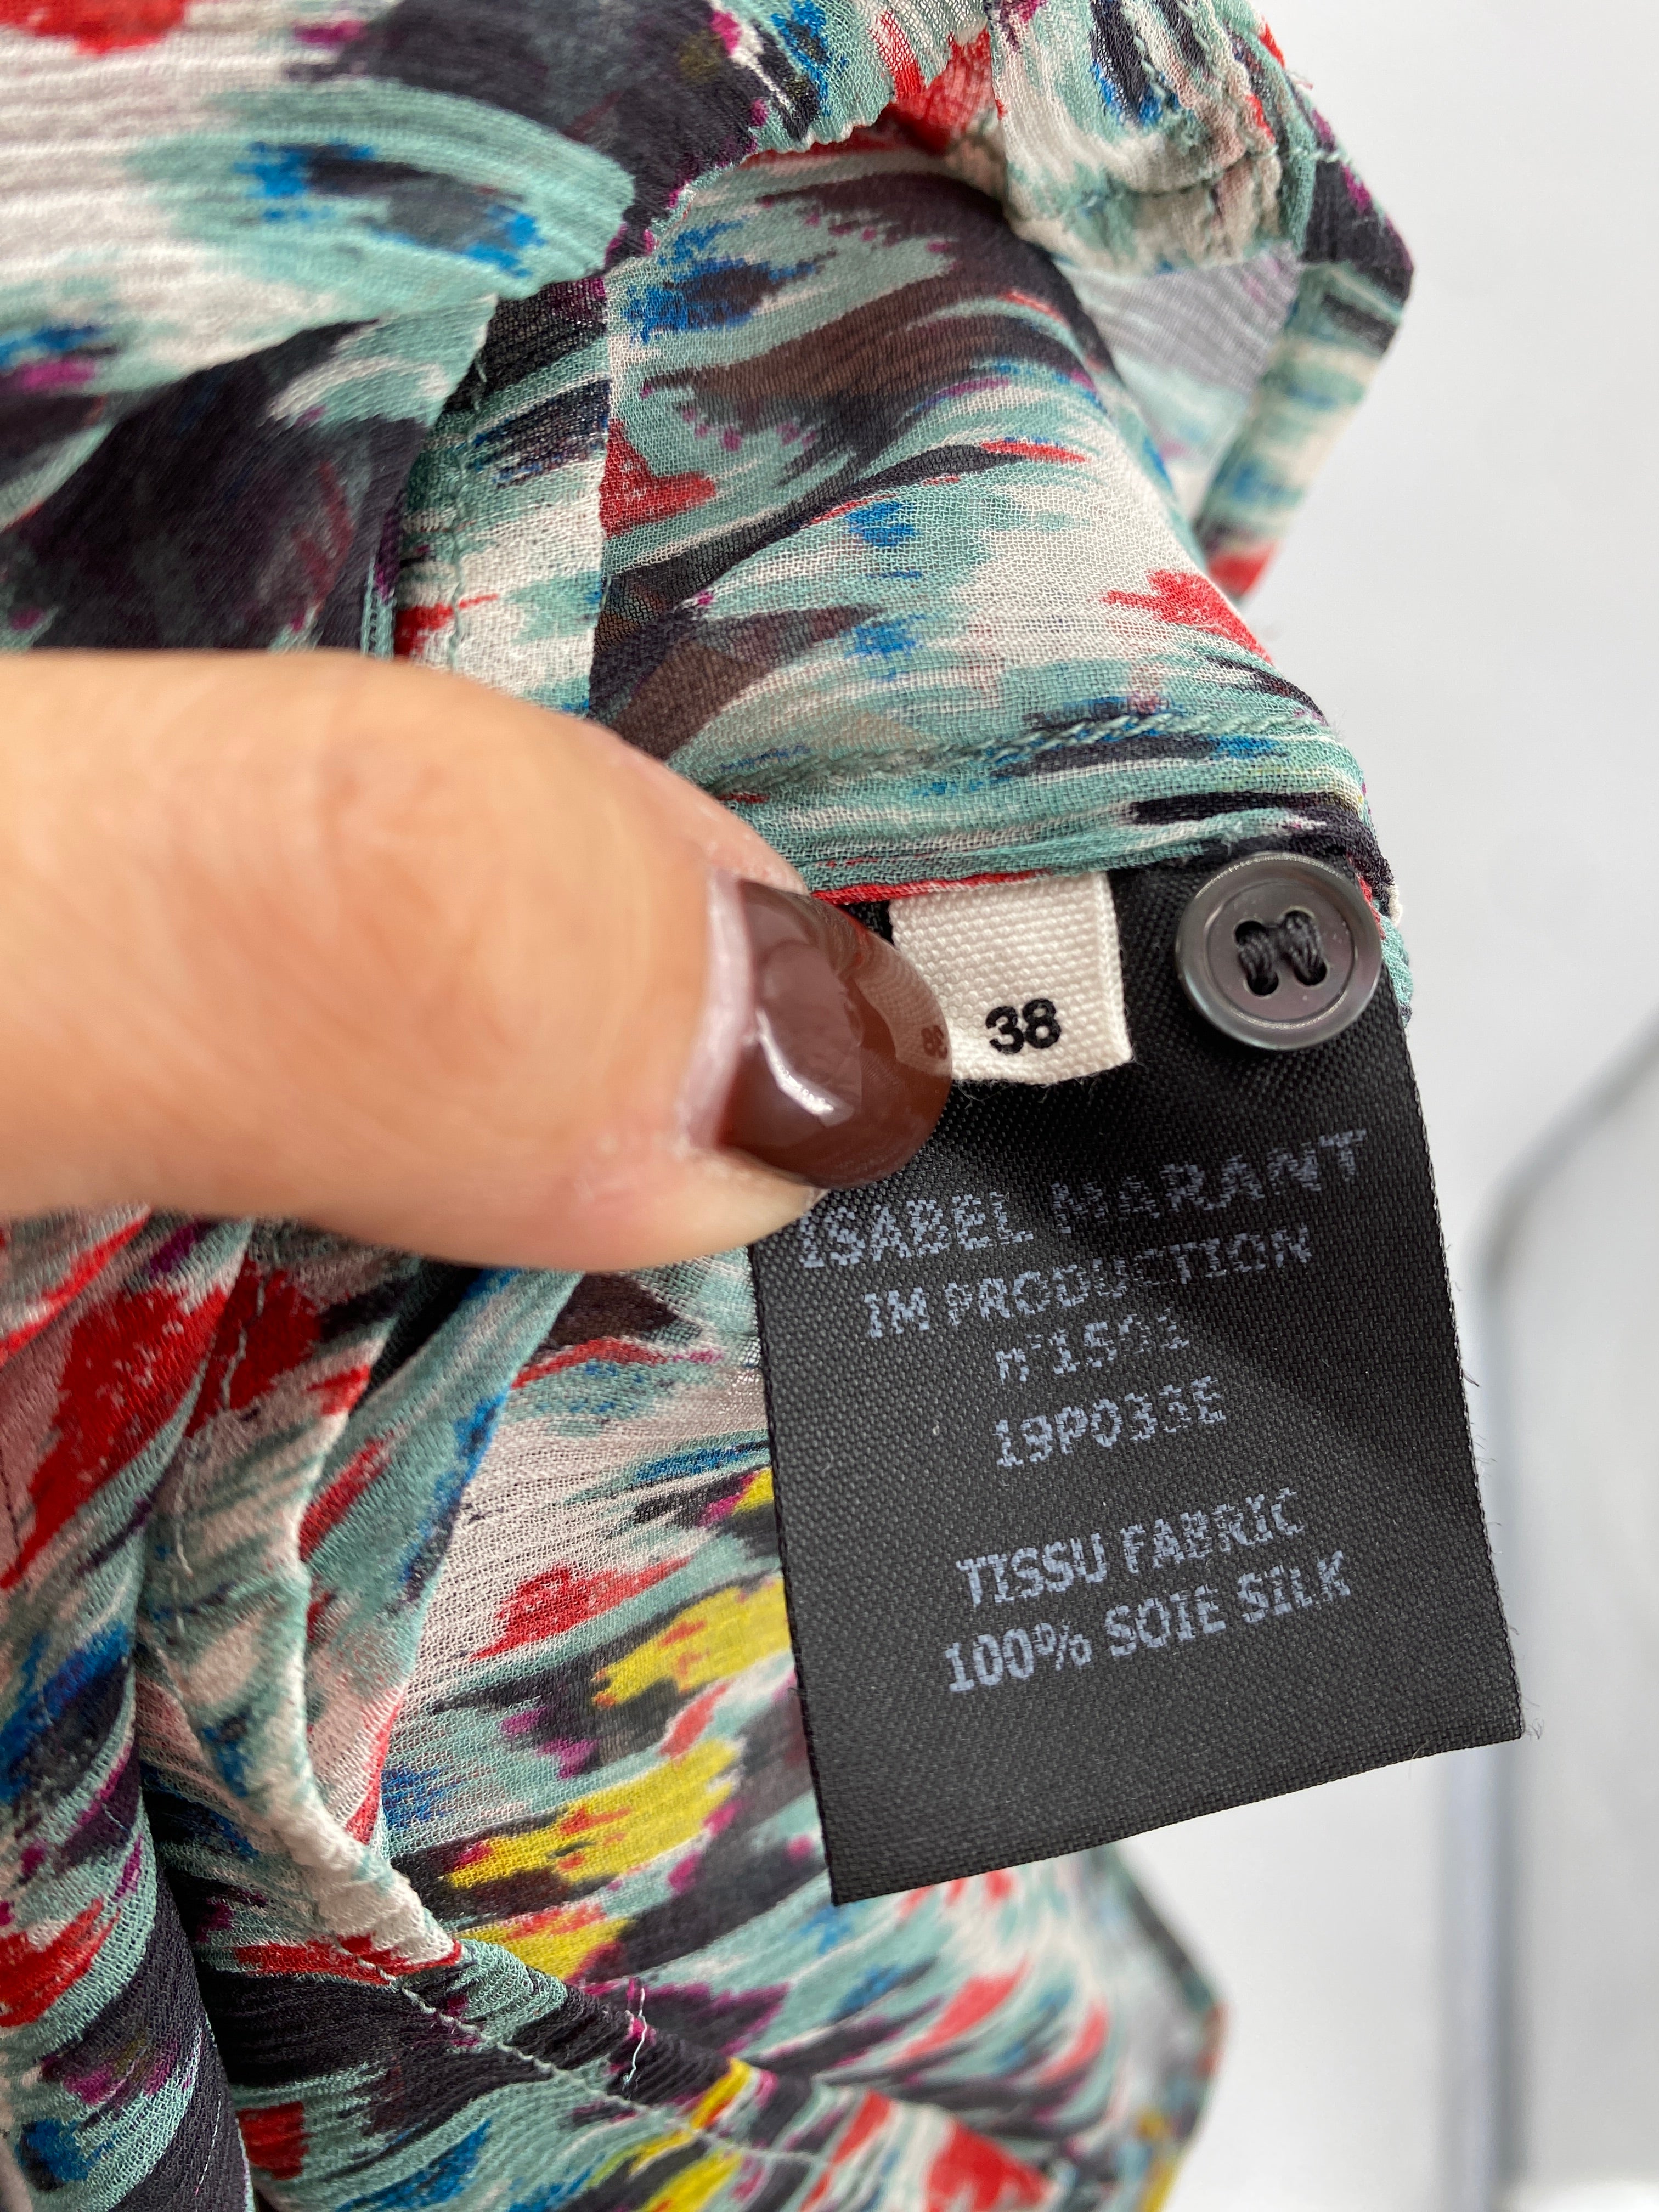 38
ISABEL MARANT
IM PRODUCTION
19P033E
TISSU FABRIC
100% SOIE SILK